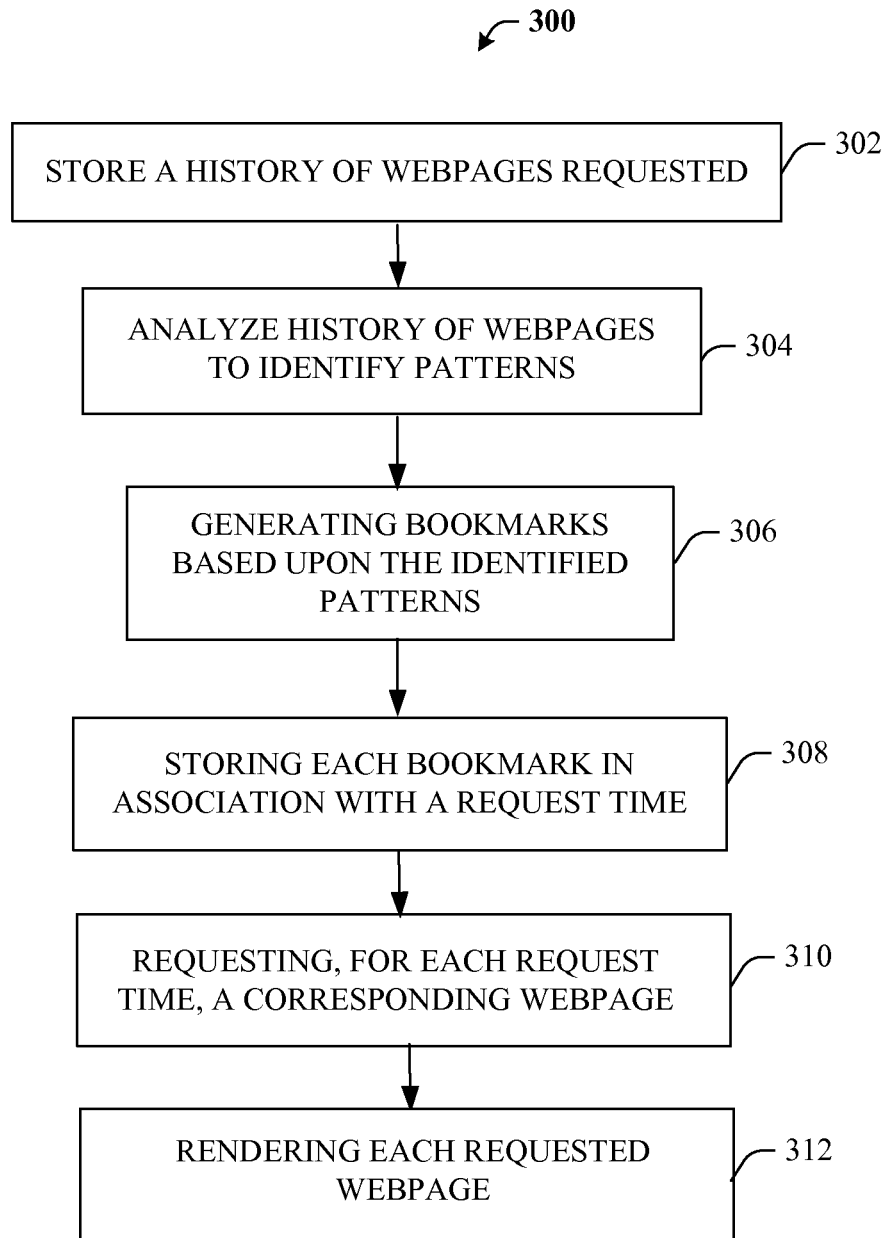 300
STORE A HISTORY OF WEBPAGES REQUESTED
302
ANALYZE HISTORY OF WEBPAGES
TO IDENTIFY PATTERNS
304
GENERATING BOOKMARKS
BASED UPON THE IDENTIFIED
PATTERNS
306
STORING EACH BOOKMARK IN
ASSOCIATION WITH A REQUEST TIME
308
REQUESTING, FOR EACH REQUEST
TIME, A CORRESPONDING WEBPAGE
310
RENDERING EACH REQUESTED
WEBPAGE
312